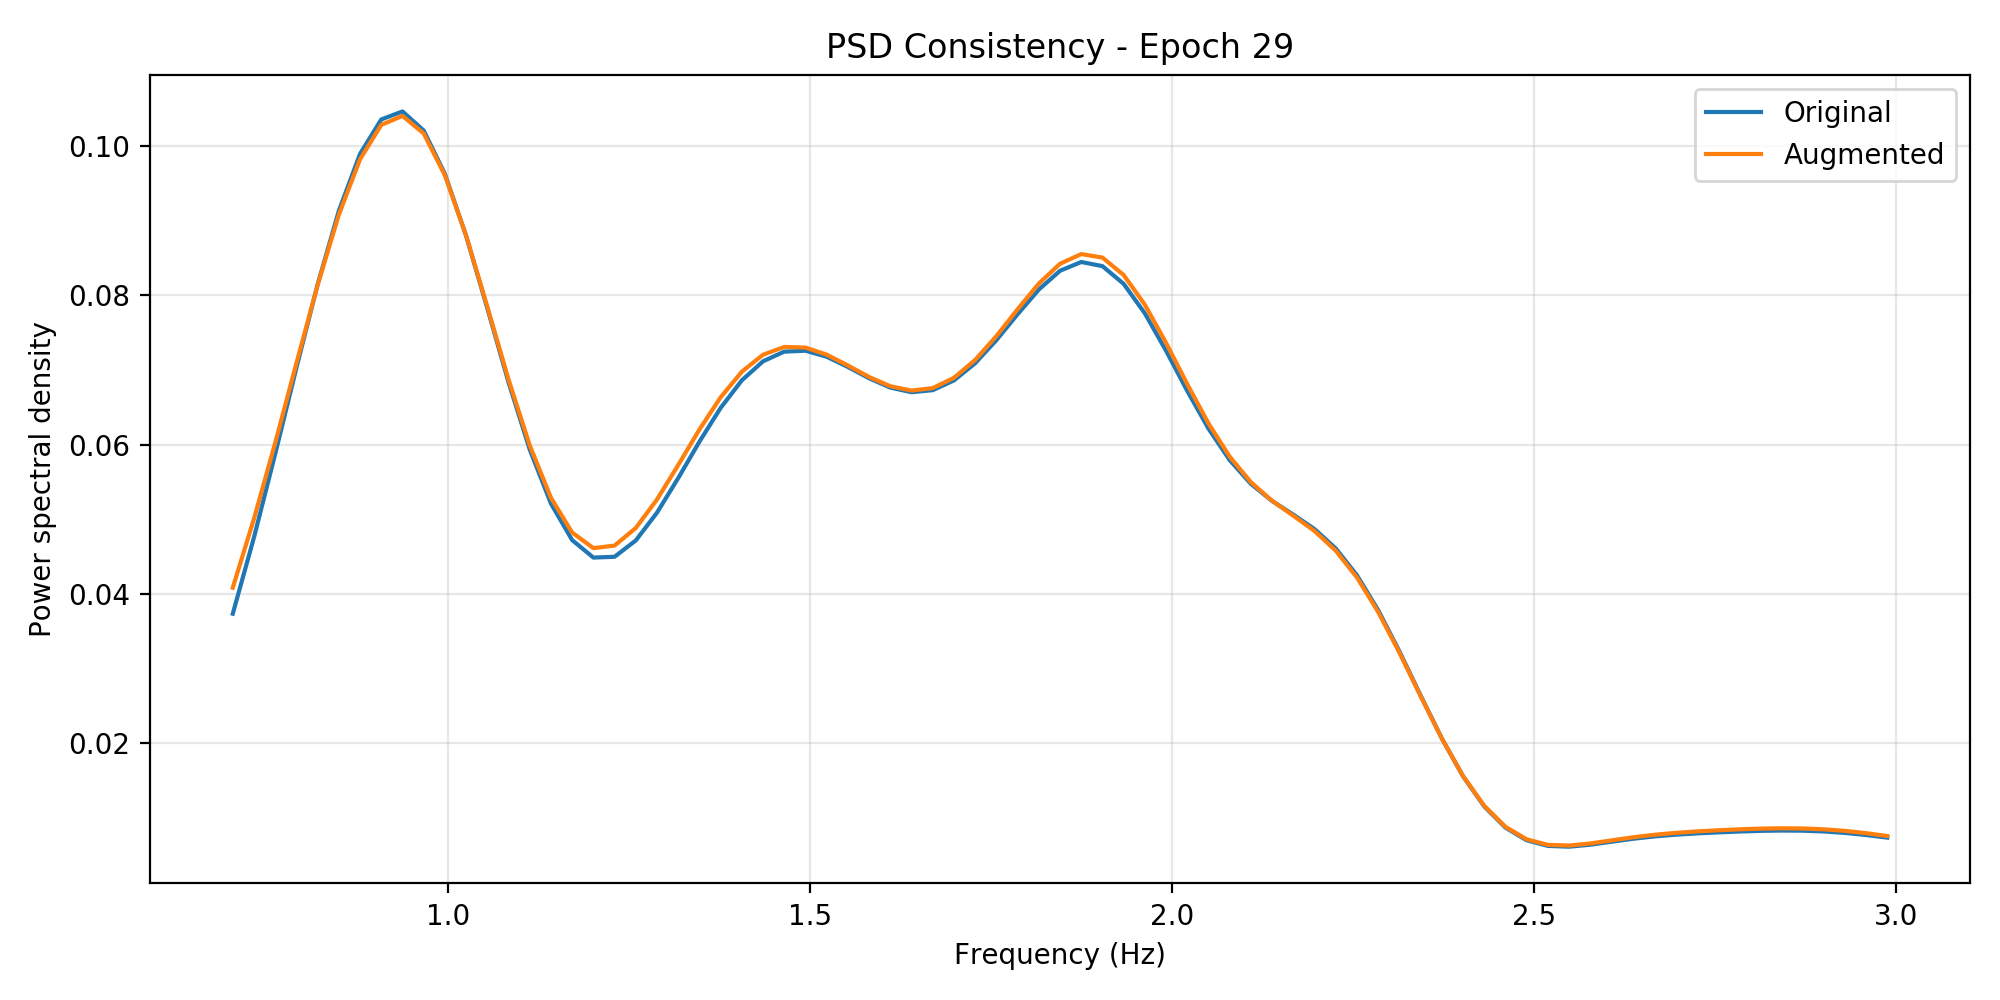 PSD Consistency - Epoch 29
Original
Augmented
Power spectral density
0.10
0.08
0.06
0.04
0.02
1.0
1.5
2.0
2.5
3.0
Frequency (Hz)